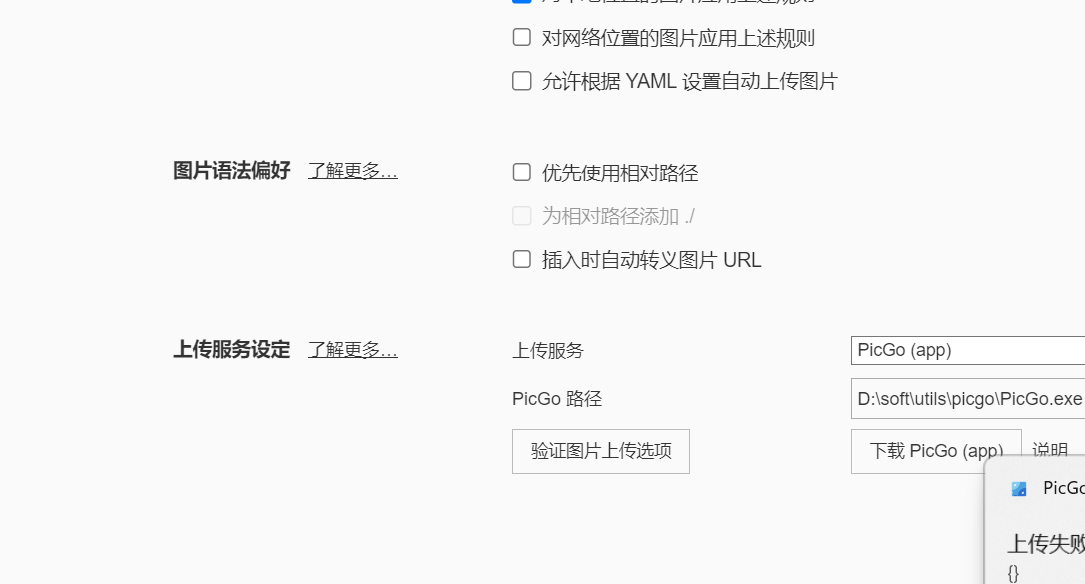 对网络位置的图片应用上述规则
允许根据 YAML 设置自动上传图片
图片语法偏好 了解更多… 优先使用相对路径
为相对路径添加 ./
插入时自动转义图片 URL
上传服务设定 了解更多… 上传服务 PicGo (app)
PicGo 路径 D:\soft\utils\picgo\PicGo.exe
验证图片上传选项 下载 PicGo (app) 说明
PicGo
上传失败
{}